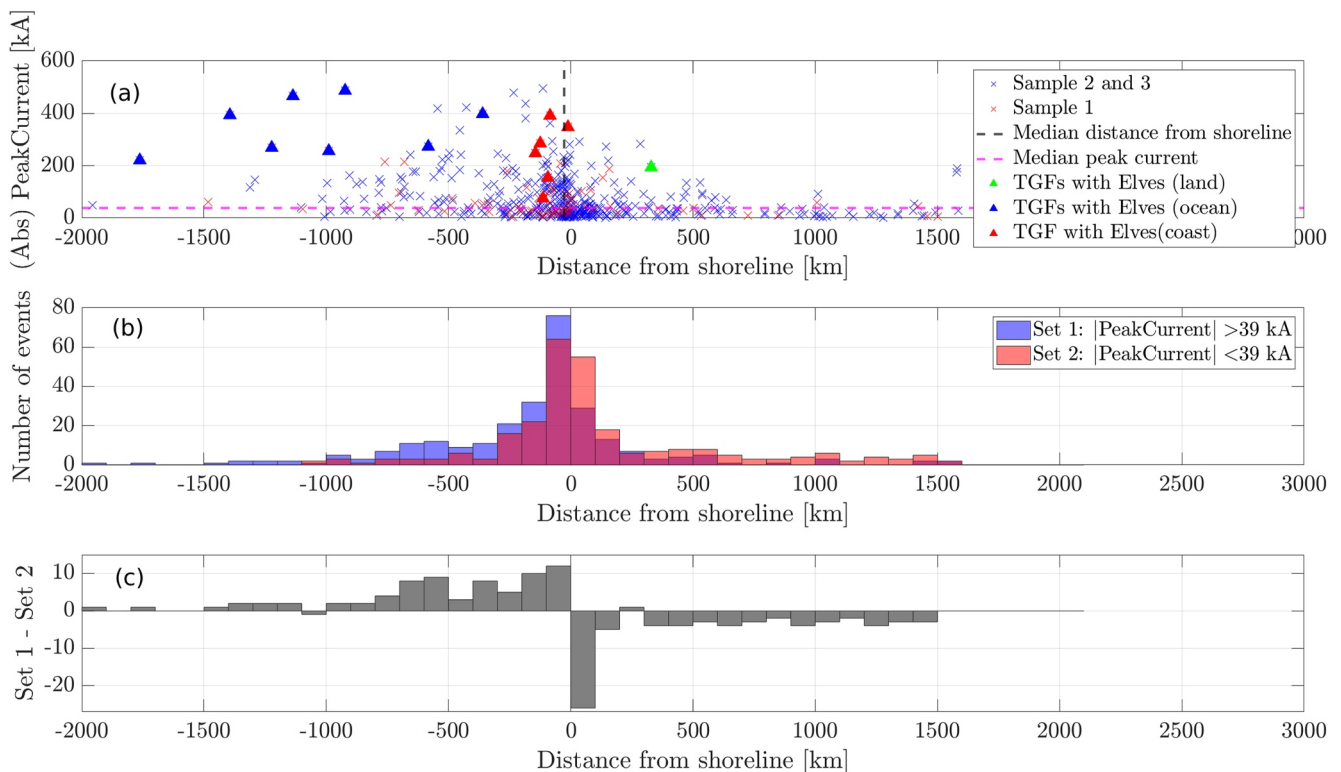 (Abs) PeakCurrent [kA]
600
400
200
0
(a)
Sample 2 and 3
Sample 1
Median distance from shoreline
Median peak current
TGFs with Elves (land)
TGFs with Elves (ocean)
TGF with Elves(coast)
-2000 -1500 -1000 -500 0 500 1000 1500 3000
Distance from shoreline [km]
Number of events
80
60
40
20
0
(b)
Set 1: |PeakCurrent| >39 kA
Set 2: |PeakCurrent| <39 kA
-2000 -1500 -1000 -500 0 500 1000 1500 2000 2500 3000
Distance from shoreline [km]
Set 1 - Set 2
10
0
-10
-20
(c)
-2000 -1500 -1000 -500 0 500 1000 1500 2000 2500 3000
Distance from shoreline [km]